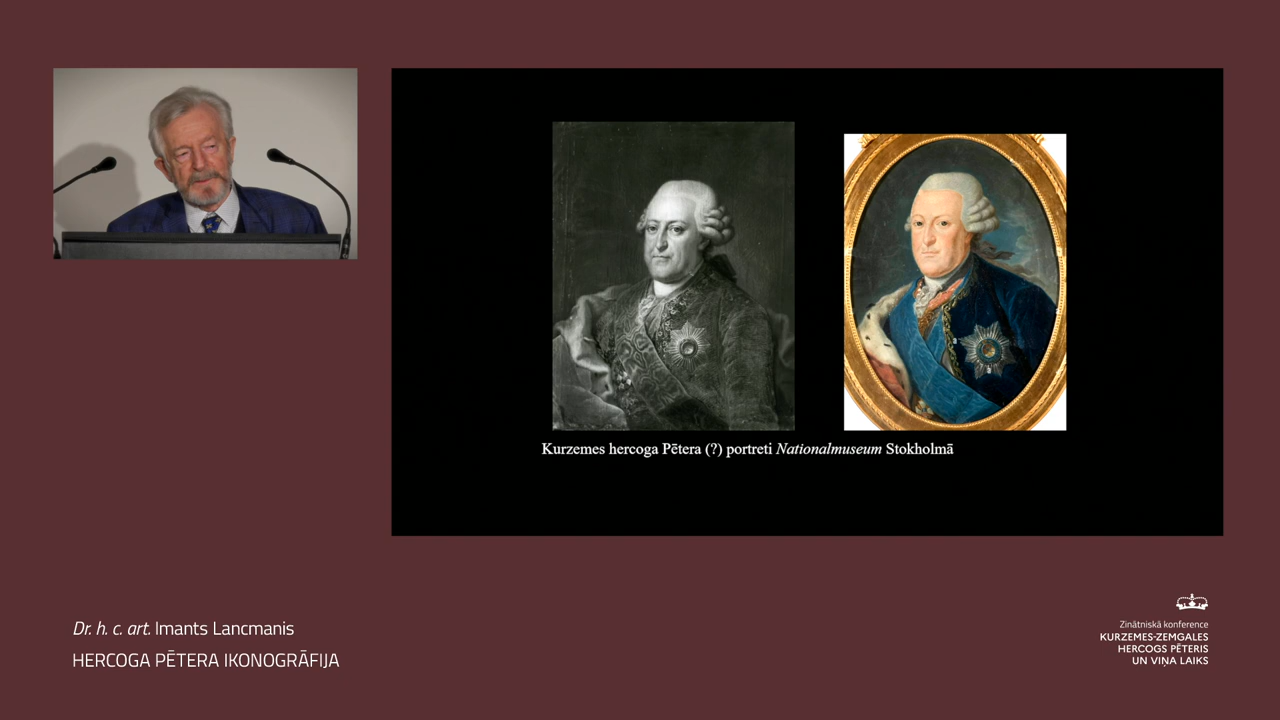 Kurzemes hercoga Pētera (?) portreti Nationalmuseum Stokholmā
Dr. h. c. art. Imants Lancmanis
HERCOGA PĒTERA IKONOGRĀFIJA
Zinātniskā konference
KURZEMES-ZEMGALES
HERCOGS PĒTERIS
UN VIŅA LAIKS